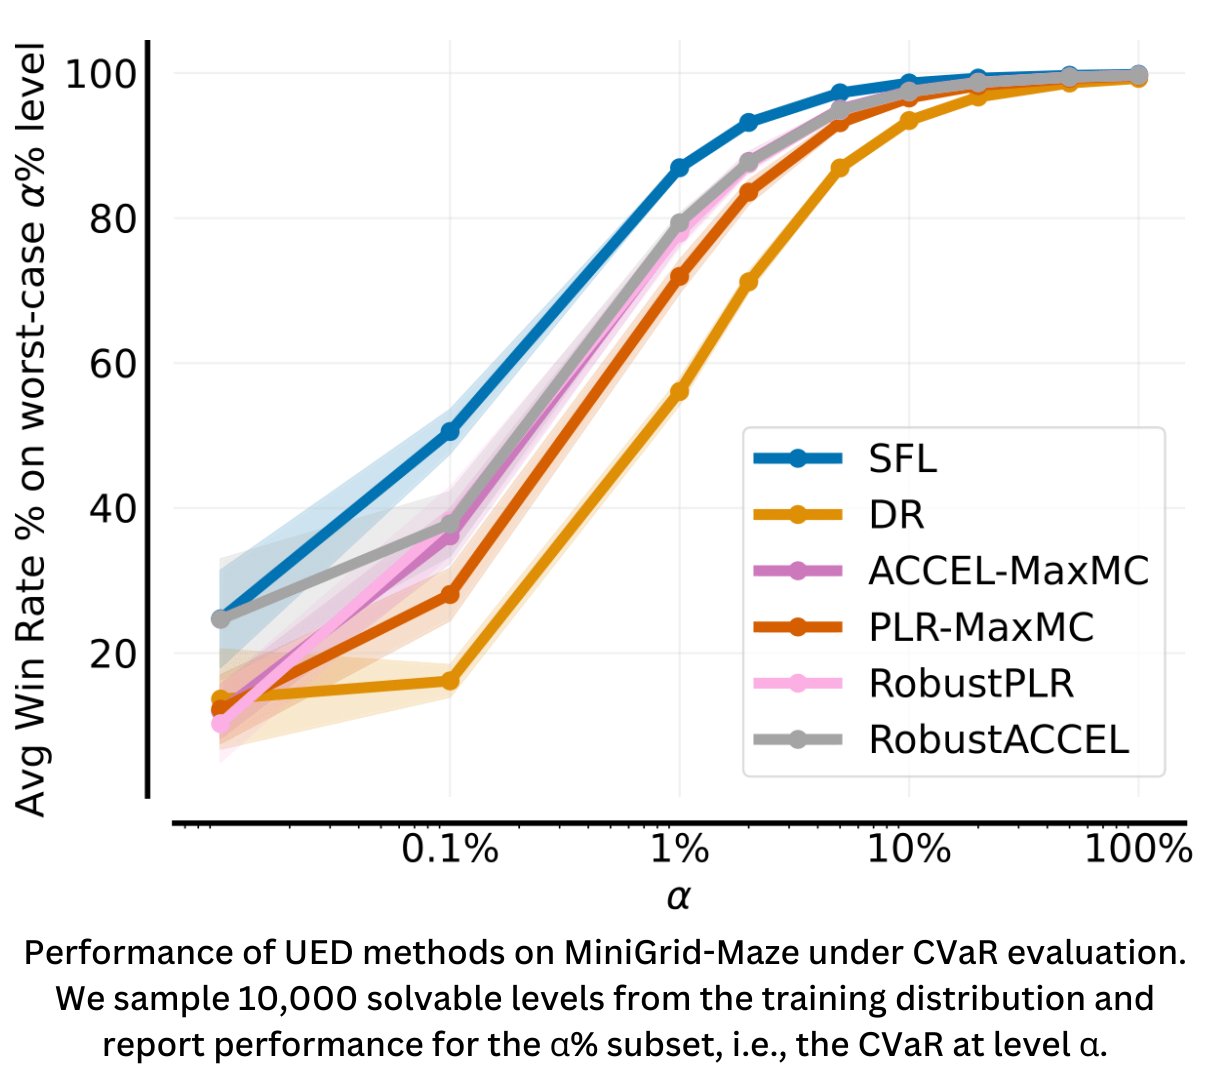 Avg Win Rate % on worst-case α% level
100
80
60
40
20
SFL
DR
ACCEL-MaxMC
PLR-MaxMC
RobustPLR
RobustACCEL
0.1% 1% 10% 100%
α
Performance of UED methods on MiniGrid-Maze under CVaR evaluation.
We sample 10,000 solvable levels from the training distribution and
report performance for the α% subset, i.e., the CVaR at level α.